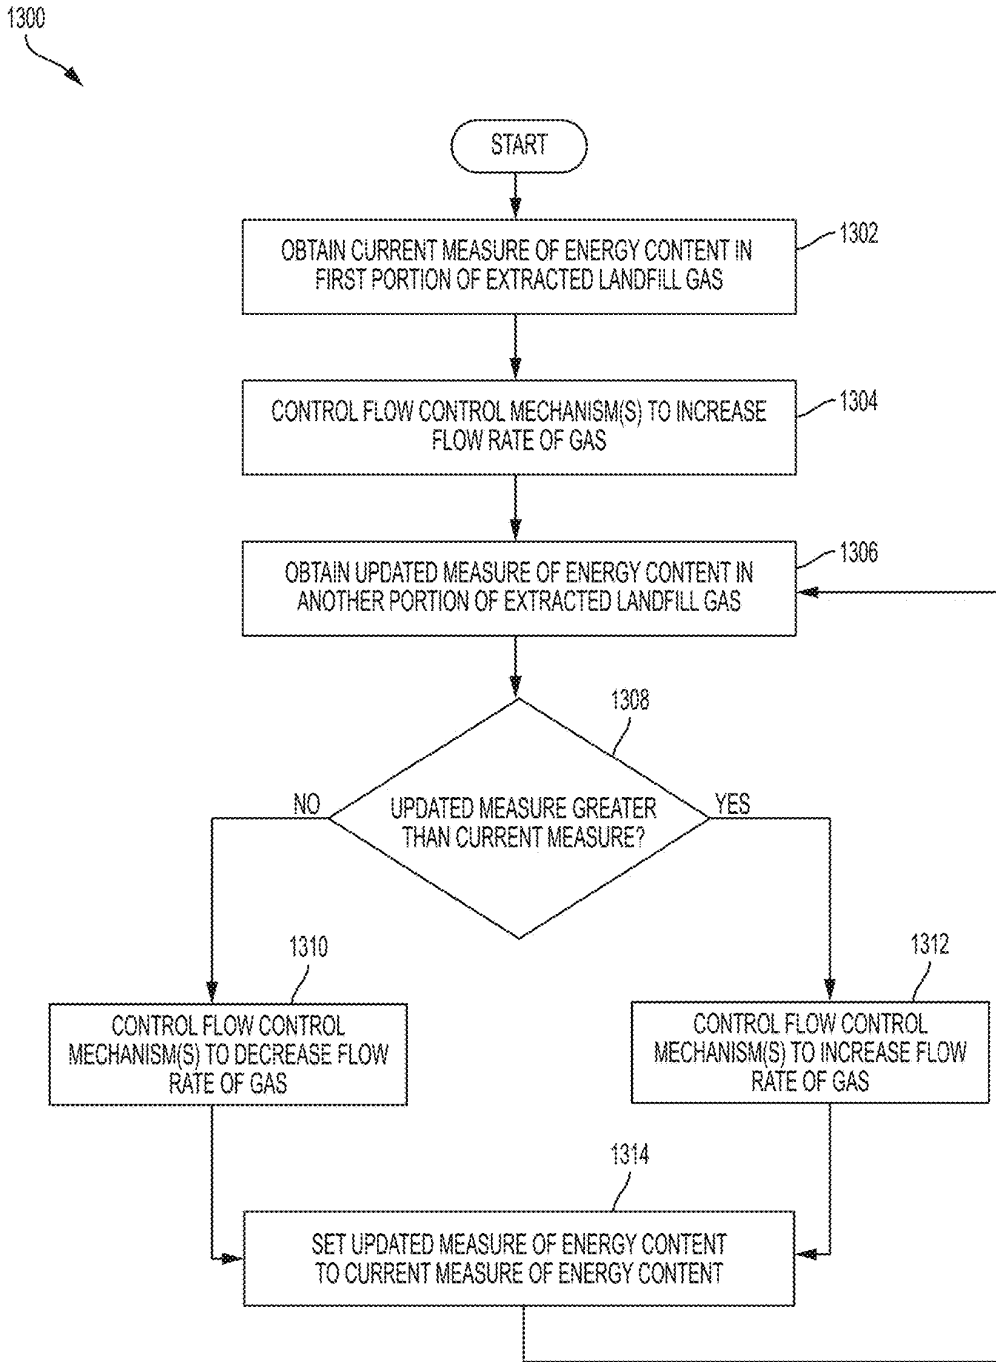 1300
START
OBTAIN CURRENT MEASURE OF ENERGY CONTENT IN
FIRST PORTION OF EXTRACTED LANDFILL GAS
1302
CONTROL FLOW CONTROL MECHANISM(S) TO INCREASE
FLOW RATE OF GAS
1304
OBTAIN UPDATED MEASURE OF ENERGY CONTENT IN
ANOTHER PORTION OF EXTRACTED LANDFILL GAS
1306
1308
UPDATED MEASURE GREATER
THAN CURRENT MEASURE?
NO
YES
1310
CONTROL FLOW CONTROL
MECHANISM(S) TO DECREASE FLOW
RATE OF GAS
1312
CONTROL FLOW CONTROL
MECHANISM(S) TO INCREASE FLOW
RATE OF GAS
1314
SET UPDATED MEASURE OF ENERGY CONTENT
TO CURRENT MEASURE OF ENERGY CONTENT